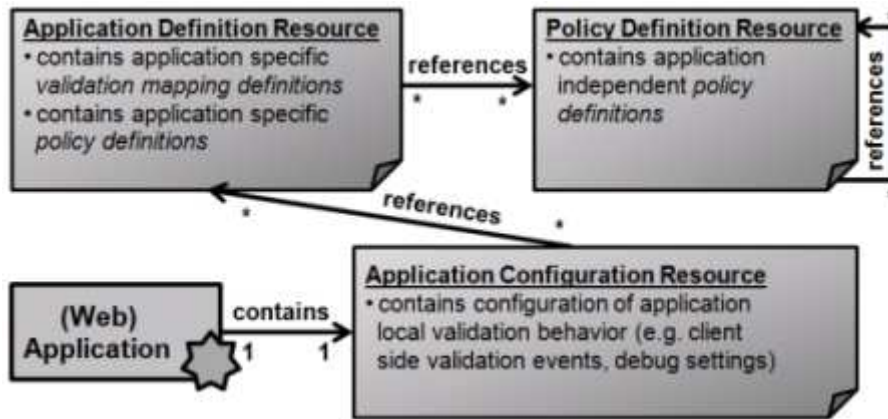 Application Definition Resource
• contains application specific
validation mapping definitions
• contains application specific
policy definitions
references
*
*
Policy Definition Resource
• contains application
independent policy
definitions
references
*
*
references
*
*
Application Configuration Resource
• contains configuration of application
local validation behavior (e.g. client
side validation events, debug settings)
(Web)
Application
contains
1
1